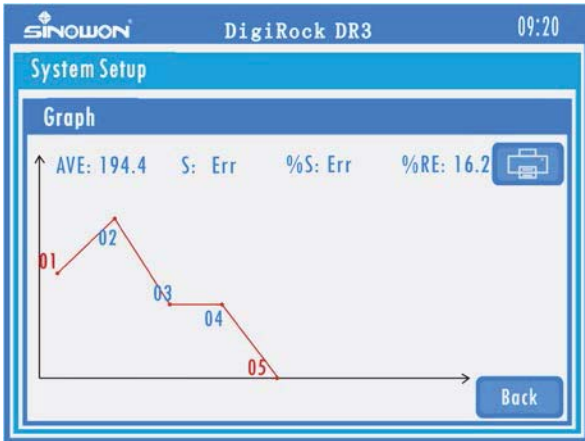 SINOWON DigiRock DR3 09:20
System Setup
Graph
AVE: 194.4 S: Err %S: Err %RE: 16.2
01
02
03
04
05
Back